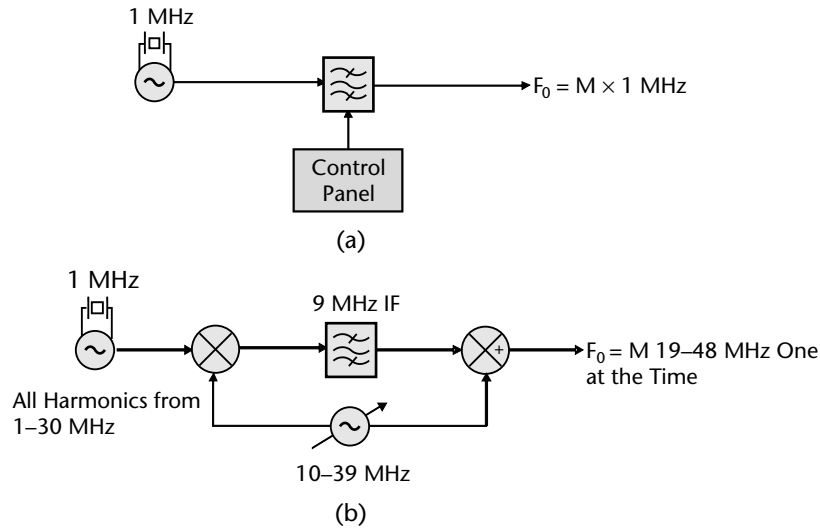 1 MHz
F₀ = M × 1 MHz
Control
Panel
(a)
1 MHz
9 MHz IF
+
F₀ = M 19–48 MHz One
at the Time
All Harmonics from
1–30 MHz
10–39 MHz
(b)